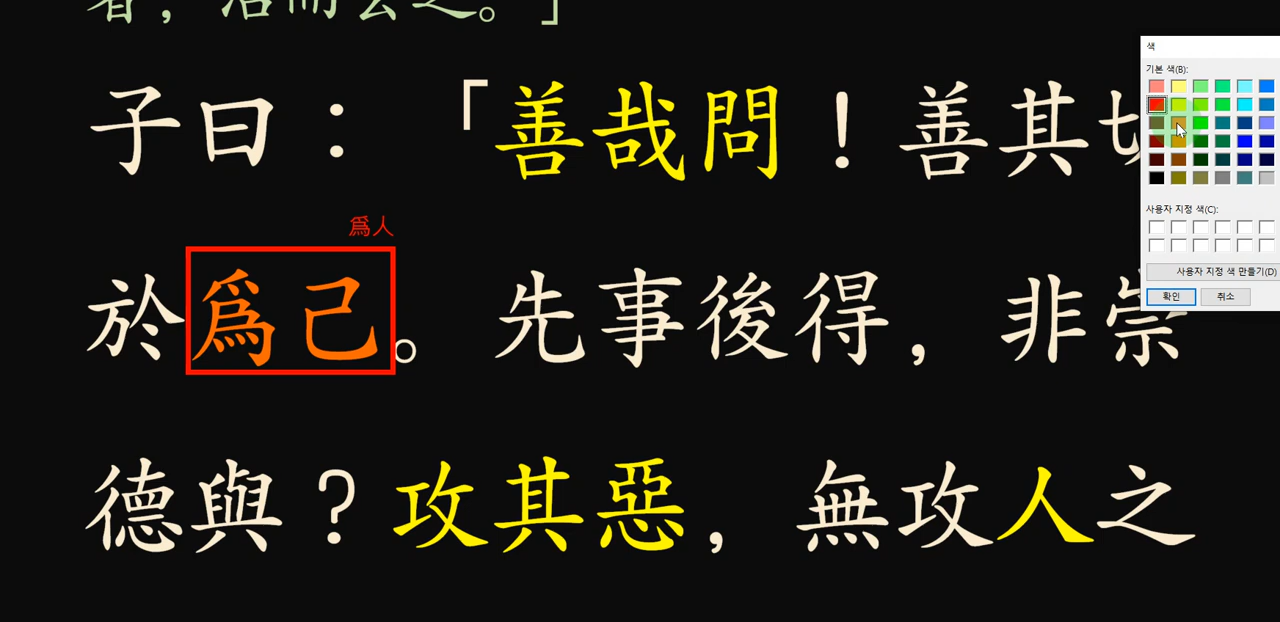 子曰：「善哉問！善其
爲人
於爲己。先事後得，非崇
德與？攻其惡，無攻人之
색
기본 색(B):
사용자 지정 색(C):
사용자 지정 색 만들기(D)
확인 취소